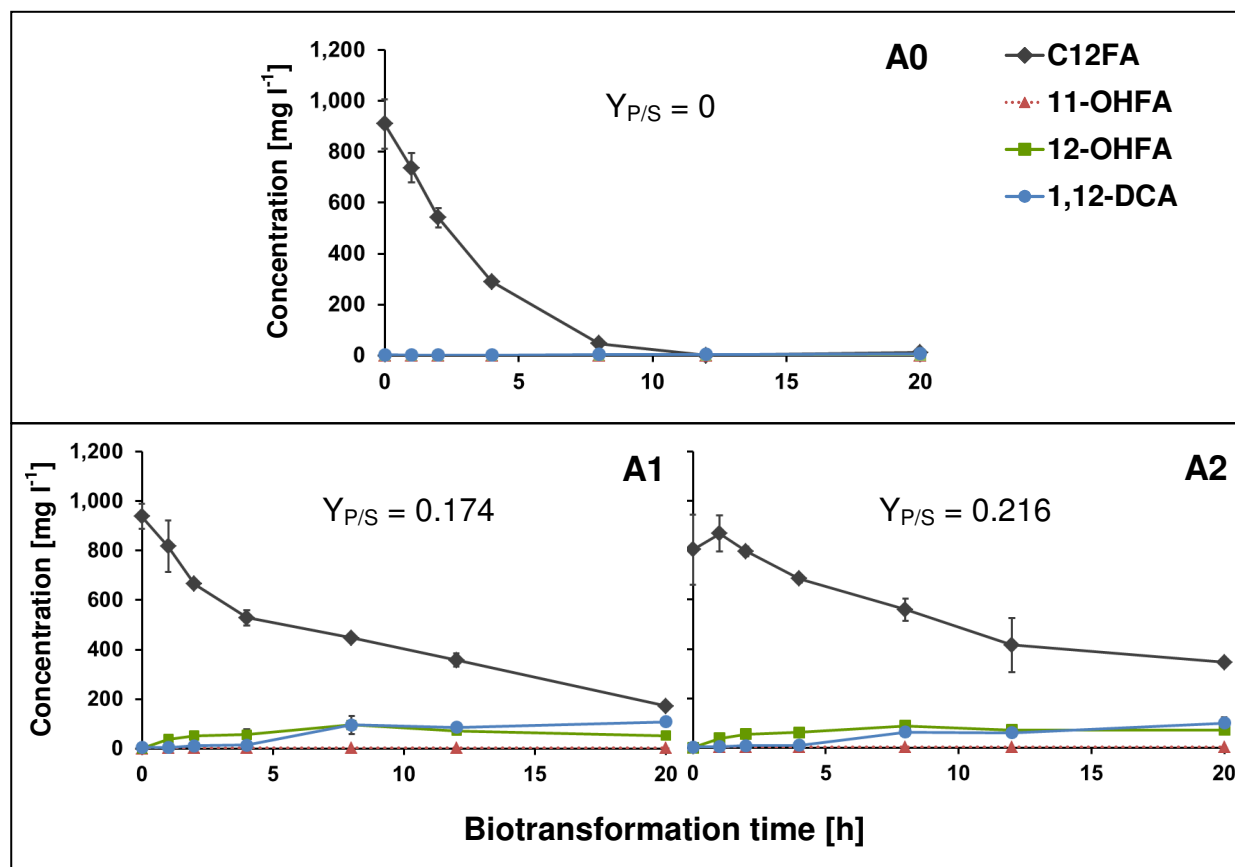 A0
Y_P/S = 0
C12FA
11-OHFA
12-OHFA
1,12-DCA
Concentration [mg l⁻¹]
1,200
1,000
800
600
400
200
0
0 5 10 15 20
A1
Y_P/S = 0.174
Concentration [mg l⁻¹]
1,200
1,000
800
600
400
200
0
0 5 10 15 20
A2
Y_P/S = 0.216
0 5 10 15 20
Biotransformation time [h]